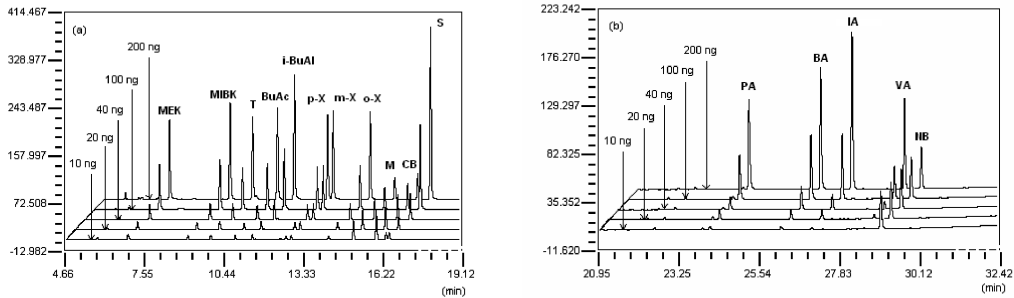 (a)
414.467
328.977
243.487
157.997
72.508
-12.982
4.66 7.55 10.44 13.33 16.22 19.12
(min)
10 ng
20 ng
40 ng
100 ng
200 ng
MEK
MIBK
T
BuAc
i-BuAl
p-X
m-X
o-X
M
CB
S
(b)
223.242
176.270
129.297
82.325
35.352
-11.620
20.95 23.25 25.54 27.83 30.12 32.42
(min)
10 ng
20 ng
40 ng
100 ng
200 ng
PA
BA
IA
VA
NB